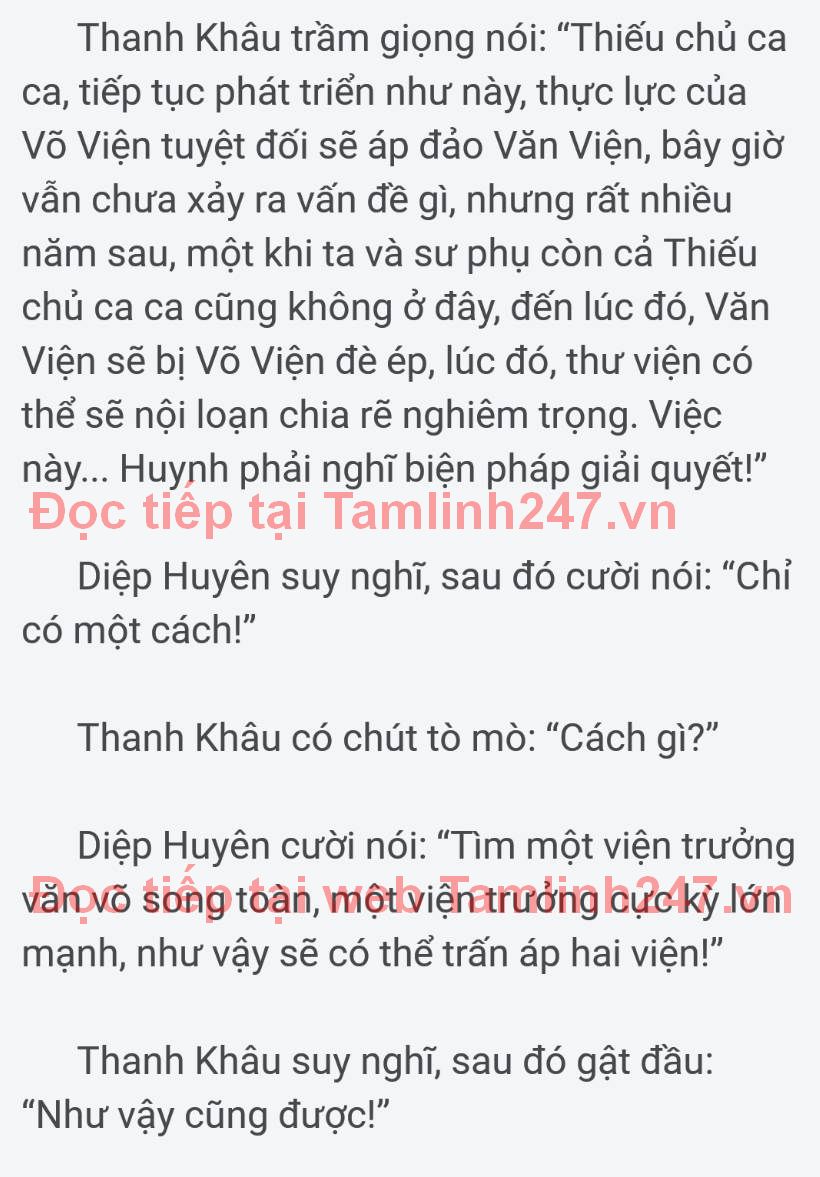 Thanh Khâu trầm giọng nói: “Thiếu chủ ca
ca, tiếp tục phát triển như này, thực lực của
Võ Viện tuyệt đối sẽ áp đảo Văn Viện, bây giờ
vẫn chưa xảy ra vấn đề gì, nhưng rất nhiều
năm sau, một khi ta và sư phụ còn cả Thiếu
chủ ca ca cũng không ở đây, đến lúc đó, Văn
Viện sẽ bị Võ Viện đè ép, lúc đó, thư viện có
thể sẽ nội loạn chia rẽ nghiêm trọng. Việc
này... Huynh phải nghĩ biện pháp giải quyết!”
Đọc tiếp tại Tamlinh247.vn
Diệp Huyên suy nghĩ, sau đó cười nói: “Chỉ
có một cách!”
Thanh Khâu có chút tò mò: “Cách gì?”
Diệp Huyên cười nói: “Tìm một viện trưởng
văn võ song toàn, một viện trưởng cực kỳ lớn
Đọc tiếp tại web Tamlinh247.vn
mạnh, như vậy sẽ có thể trấn áp hai viện!”
Thanh Khâu suy nghĩ, sau đó gật đầu:
“Như vậy cũng được!”